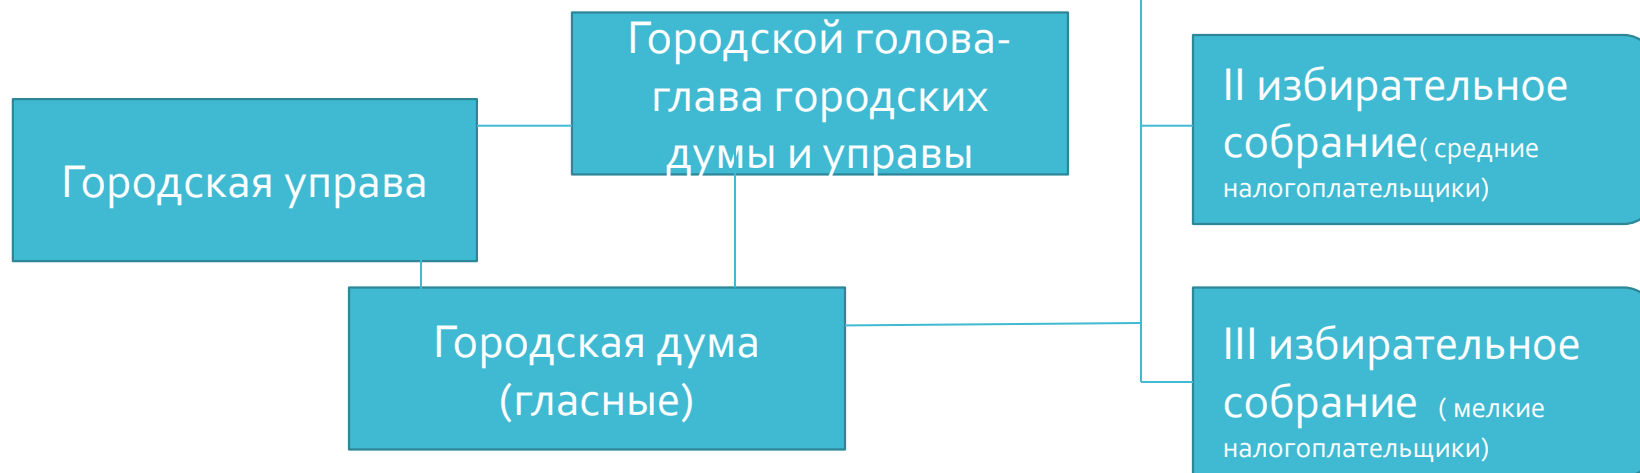 Городской голова-
глава городских
думы и управы
Городская управа
Городская дума
(гласные)
II избирательное
собрание( средние
налогоплательщики)
III избирательное
собрание ( мелкие
налогоплательщики)